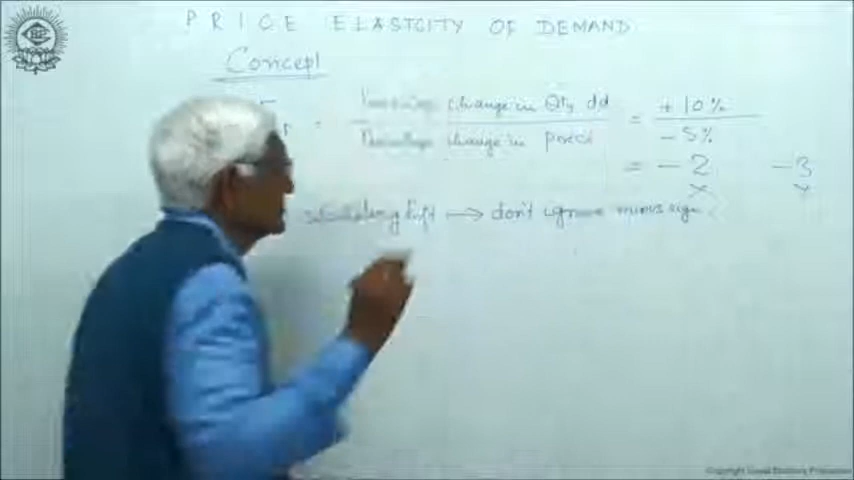 PRICE ELASTCITY OF DEMAND
Concept
change in Qty dd = +10%
change in price - 5%
= - 2 - 3
x x
don't ignore minus sign